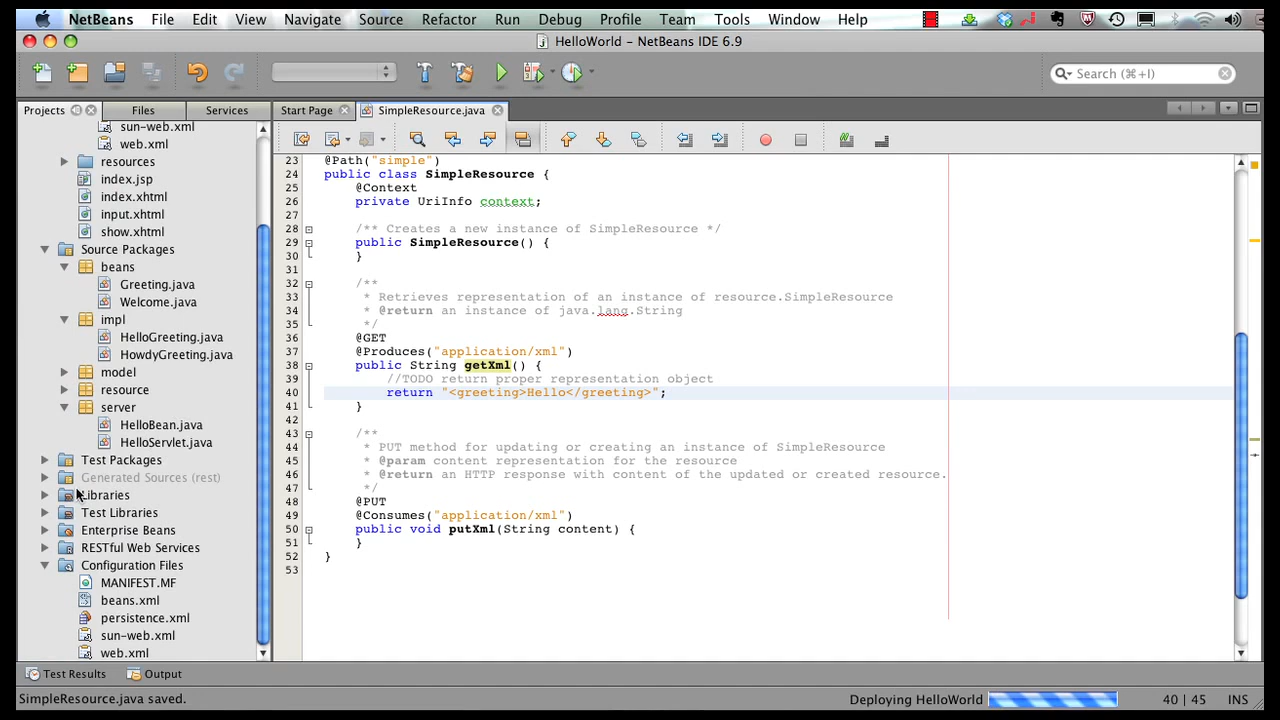 NetBeans File Edit View Navigate Source Refactor Run Debug Profile Team Tools Window Help
HelloWorld – NetBeans IDE 6.9
Search (⌘+I)
Projects Files Services
Start Page SimpleResource.java
sun-web.xml
web.xml
resources
index.jsp
index.xhtml
input.xhtml
show.xhtml
Source Packages
beans
Greeting.java
Welcome.java
impl
HelloGreeting.java
HowdyGreeting.java
model
resource
server
HelloBean.java
HelloServlet.java
Test Packages
Generated Sources (rest)
Libraries
Test Libraries
Enterprise Beans
RESTful Web Services
Configuration Files
MANIFEST.MF
beans.xml
persistence.xml
sun-web.xml
web.xml
23 @Path("simple")
24 public class SimpleResource {
25 @Context
26 private UriInfo context;
27
28 /** Creates a new instance of SimpleResource */
29 public SimpleResource() {
30 }
31
32 /**
33 * Retrieves representation of an instance of resource.SimpleResource
34 * @return an instance of java.lang.String
35 */
36 @GET
37 @Produces("application/xml")
38 public String getXml() {
39 //TODO return proper representation object
40 return "<greeting>Hello</greeting>";
41 }
42
43 /**
44 * PUT method for updating or creating an instance of SimpleResource
45 * @param content representation for the resource
46 * @return an HTTP response with content of the updated or created resource.
47 */
48 @PUT
49 @Consumes("application/xml")
50 public void putXml(String content) {
51 }
52 }
53
Test Results Output
SimpleResource.java saved.
Deploying HelloWorld
40 | 45 INS